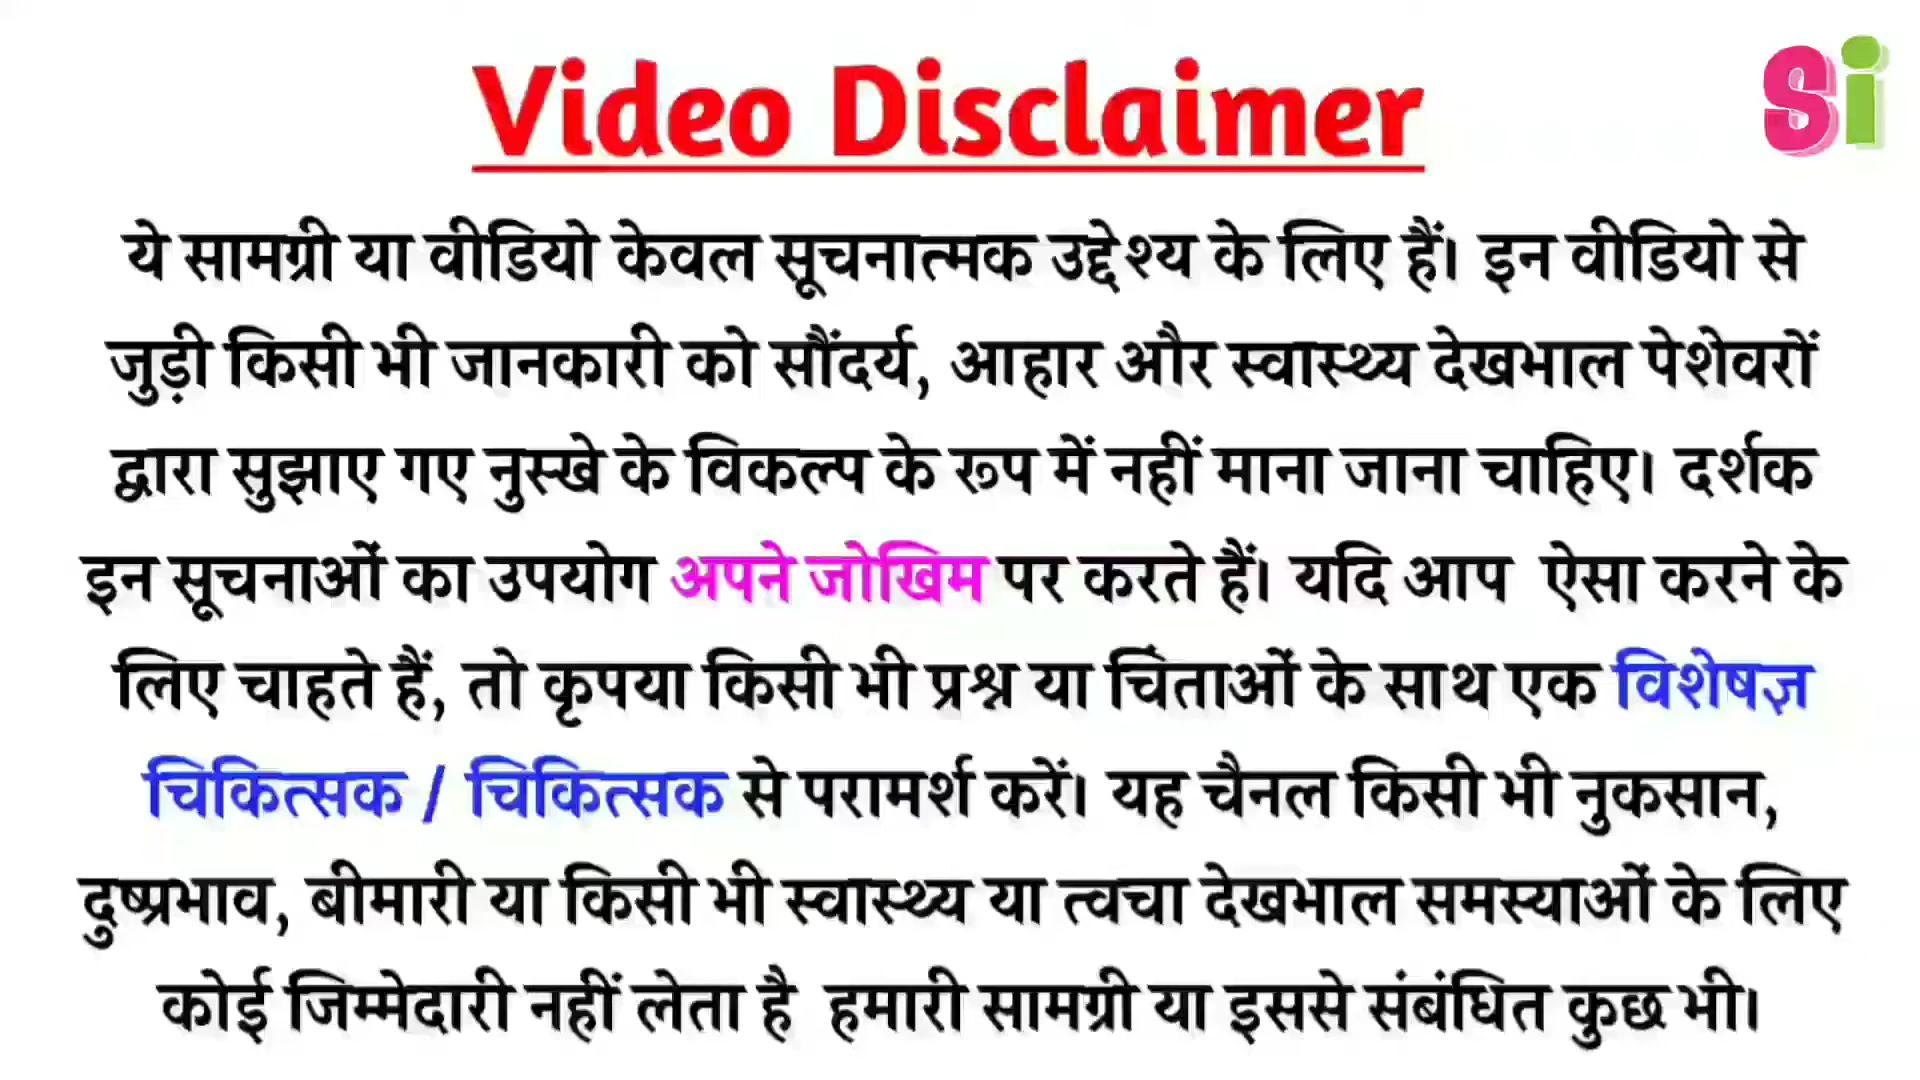 Video Disclaimer
Si
ये सामग्री या वीडियो केवल सूचनात्मक उद्देश्य के लिए हैं। इन वीडियो से
जुड़ी किसी भी जानकारी को सौंदर्य, आहार और स्वास्थ्य देखभाल पेशेवरों
द्वारा सुझाए गए नुस्खे के विकल्प के रूप में नहीं माना जाना चाहिए। दर्शक
इन सूचनाओं का उपयोग अपने जोखिम पर करते हैं। यदि आप ऐसा करने के
लिए चाहते हैं, तो कृपया किसी भी प्रश्न या चिंताओं के साथ एक विशेषज्ञ
चिकित्सक / चिकित्सक से परामर्श करें। यह चैनल किसी भी नुकसान,
दुष्प्रभाव, बीमारी या किसी भी स्वास्थ्य या त्वचा देखभाल समस्याओं के लिए
कोई जिम्मेदारी नहीं लेता है हमारी सामग्री या इससे संबंधित कुछ भी।